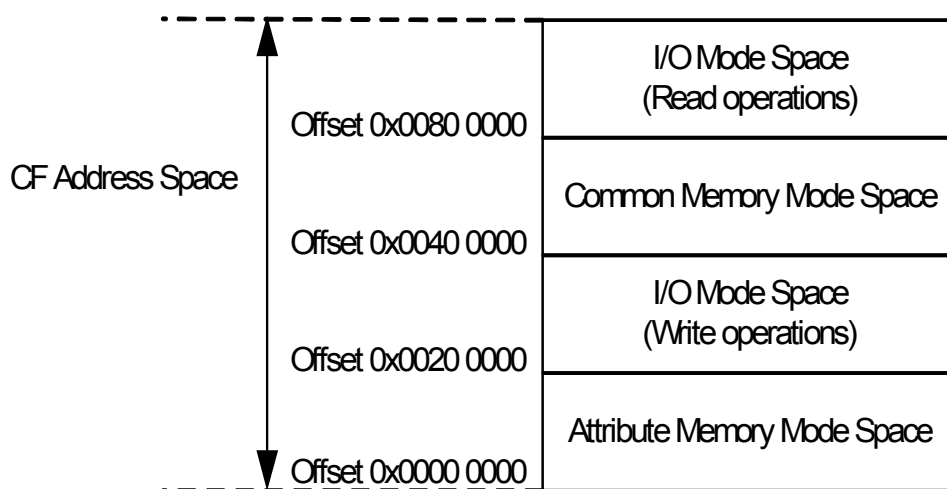 I/O Mode Space
(Read operations)
Offset 0x0080 0000
CF Address Space
Common Memory Mode Space
Offset 0x0040 0000
I/O Mode Space
(Write operations)
Offset 0x0020 0000
Attribute Memory Mode Space
Offset 0x0000 0000